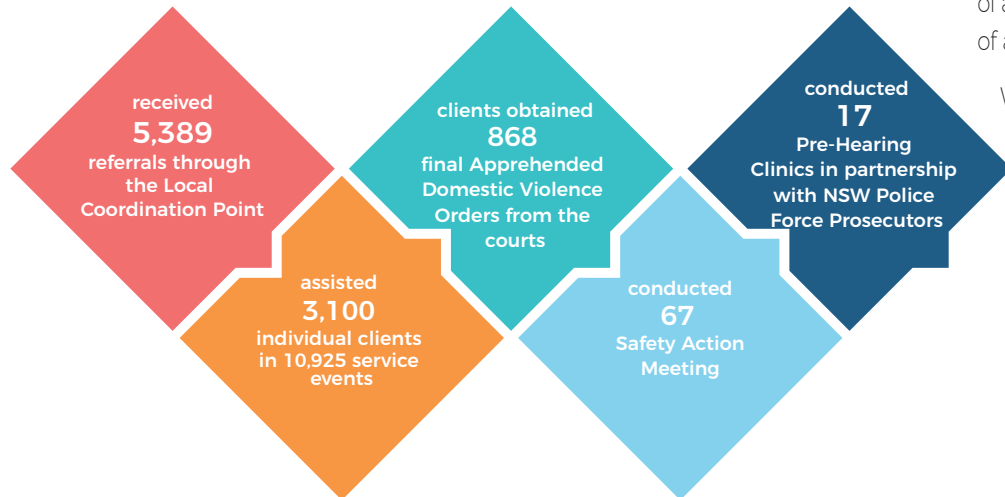 received
5,389
referrals through
the Local
Coordination Point
assisted
3,100
individual clients
in 10,925 service
events
clients obtained
868
final Apprehended
Domestic Violence
Orders from the
courts
conducted
67
Safety Action
Meeting
conducted
17
Pre-Hearing
Clinics in partnership
with NSW Police
Force Prosecutors
of
of